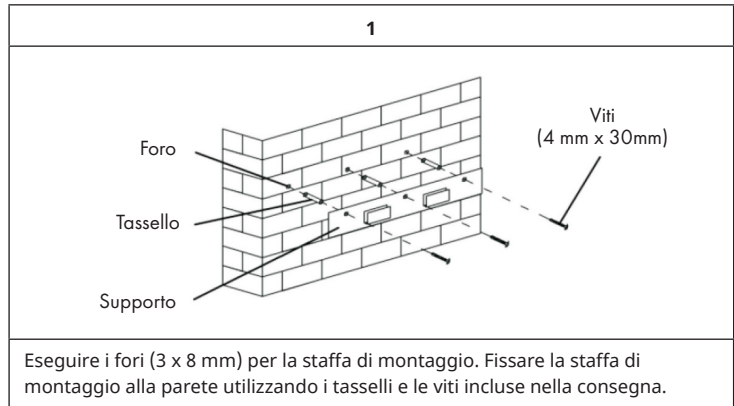 1
Foro
Viti
(4 mm x 30mm)
Tassello
Supporto
Eseguire i fori (3 x 8 mm) per la staffa di montaggio. Fissare la staffa di
montaggio alla parete utilizzando i tasselli e le viti incluse nella consegna.